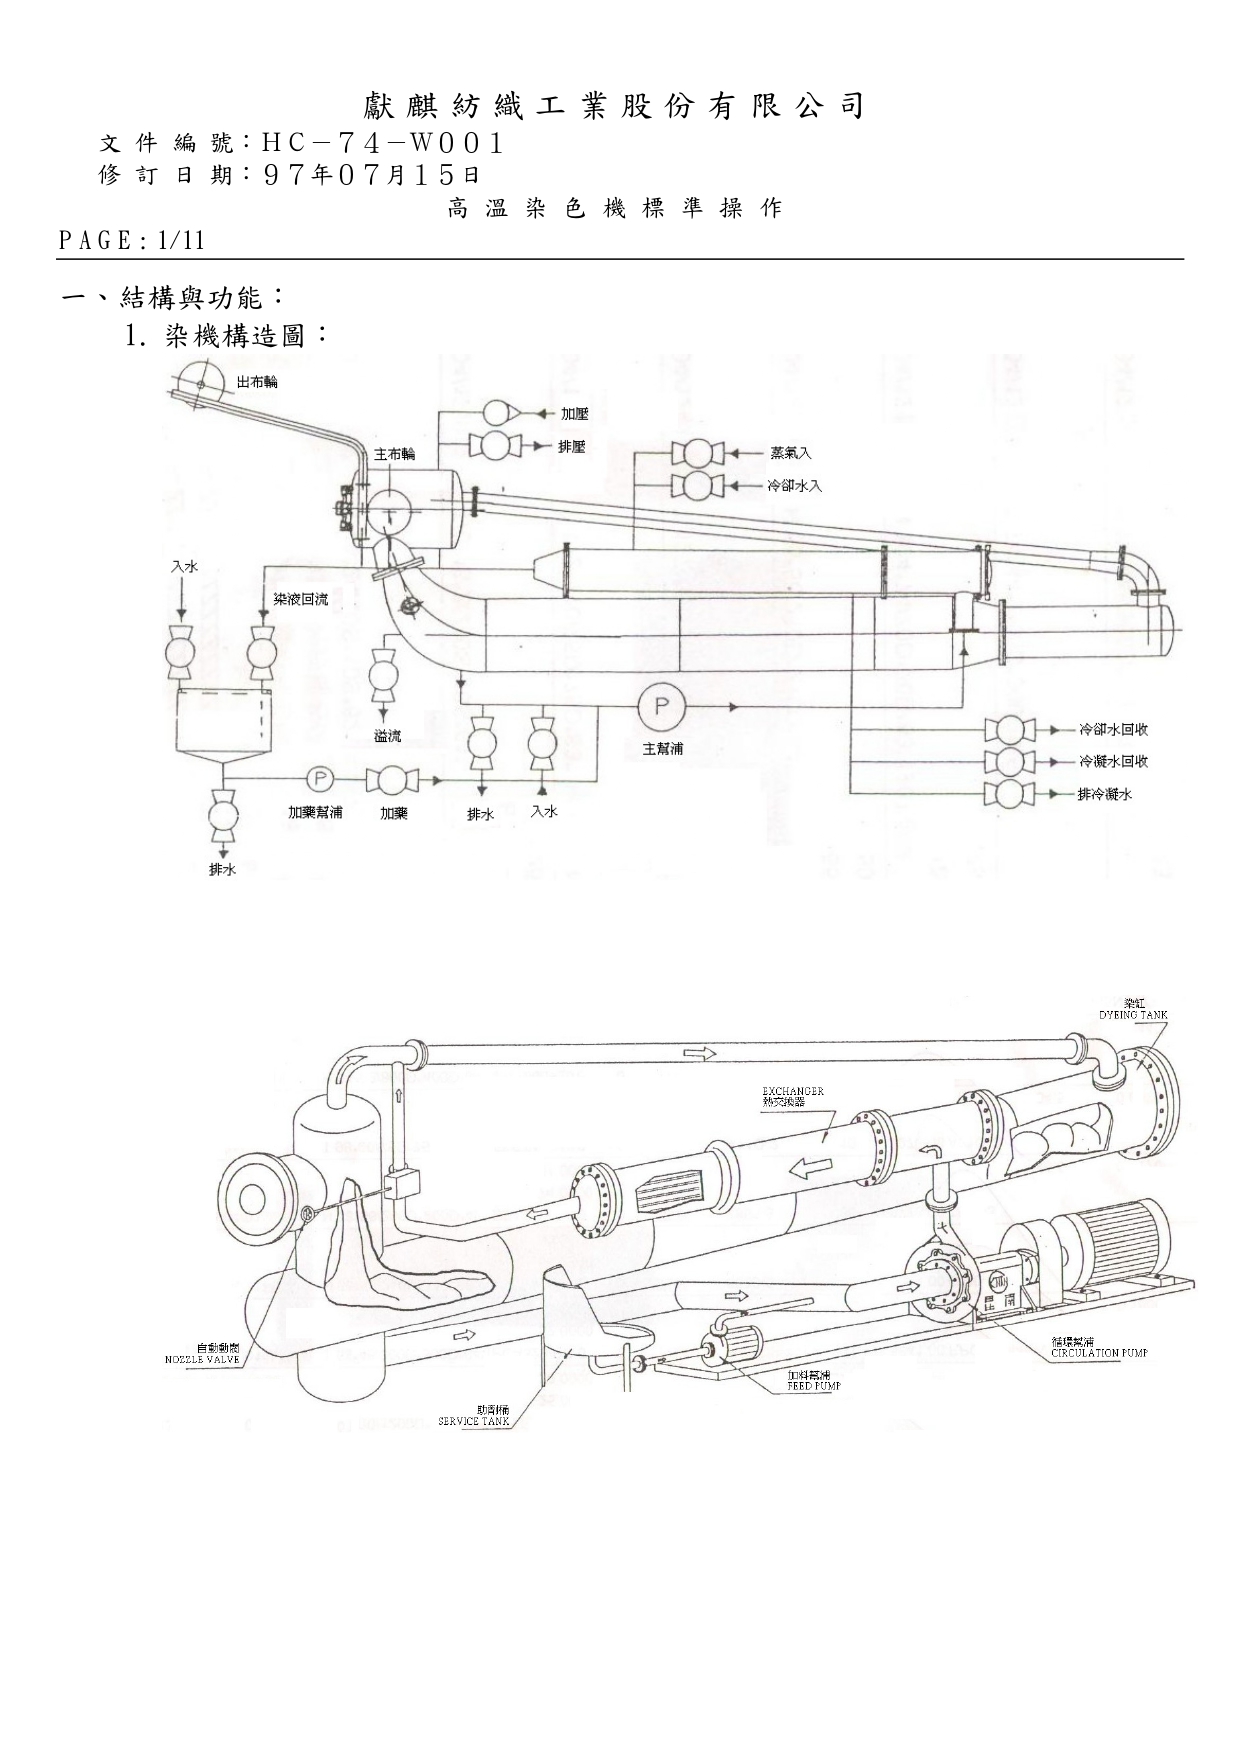 獻麒紡織工業股份有限公司
文件編號：HC－74－W001
修訂日期：97年07月15日
高溫染色機標準操作
PAGE: 1/11
一、結構與功能：
1. 染機構造圖：
出布輪
加壓
主布輪
排壓
蒸氣入
冷卻水入
入水
染液回流
溢流
P
主幫浦
冷卻水回收
冷凝水回收
排冷凝水
P
加藥幫浦
加藥
排水
入水
排水
染缸
DYEING TANK
EXCHANGER
熱交換器
自動動閥
NOZZLE VALVE
循環幫浦
CIRCULATION PUMP
加料幫浦
FEED PUMP
助劑桶
SERVICE TANK